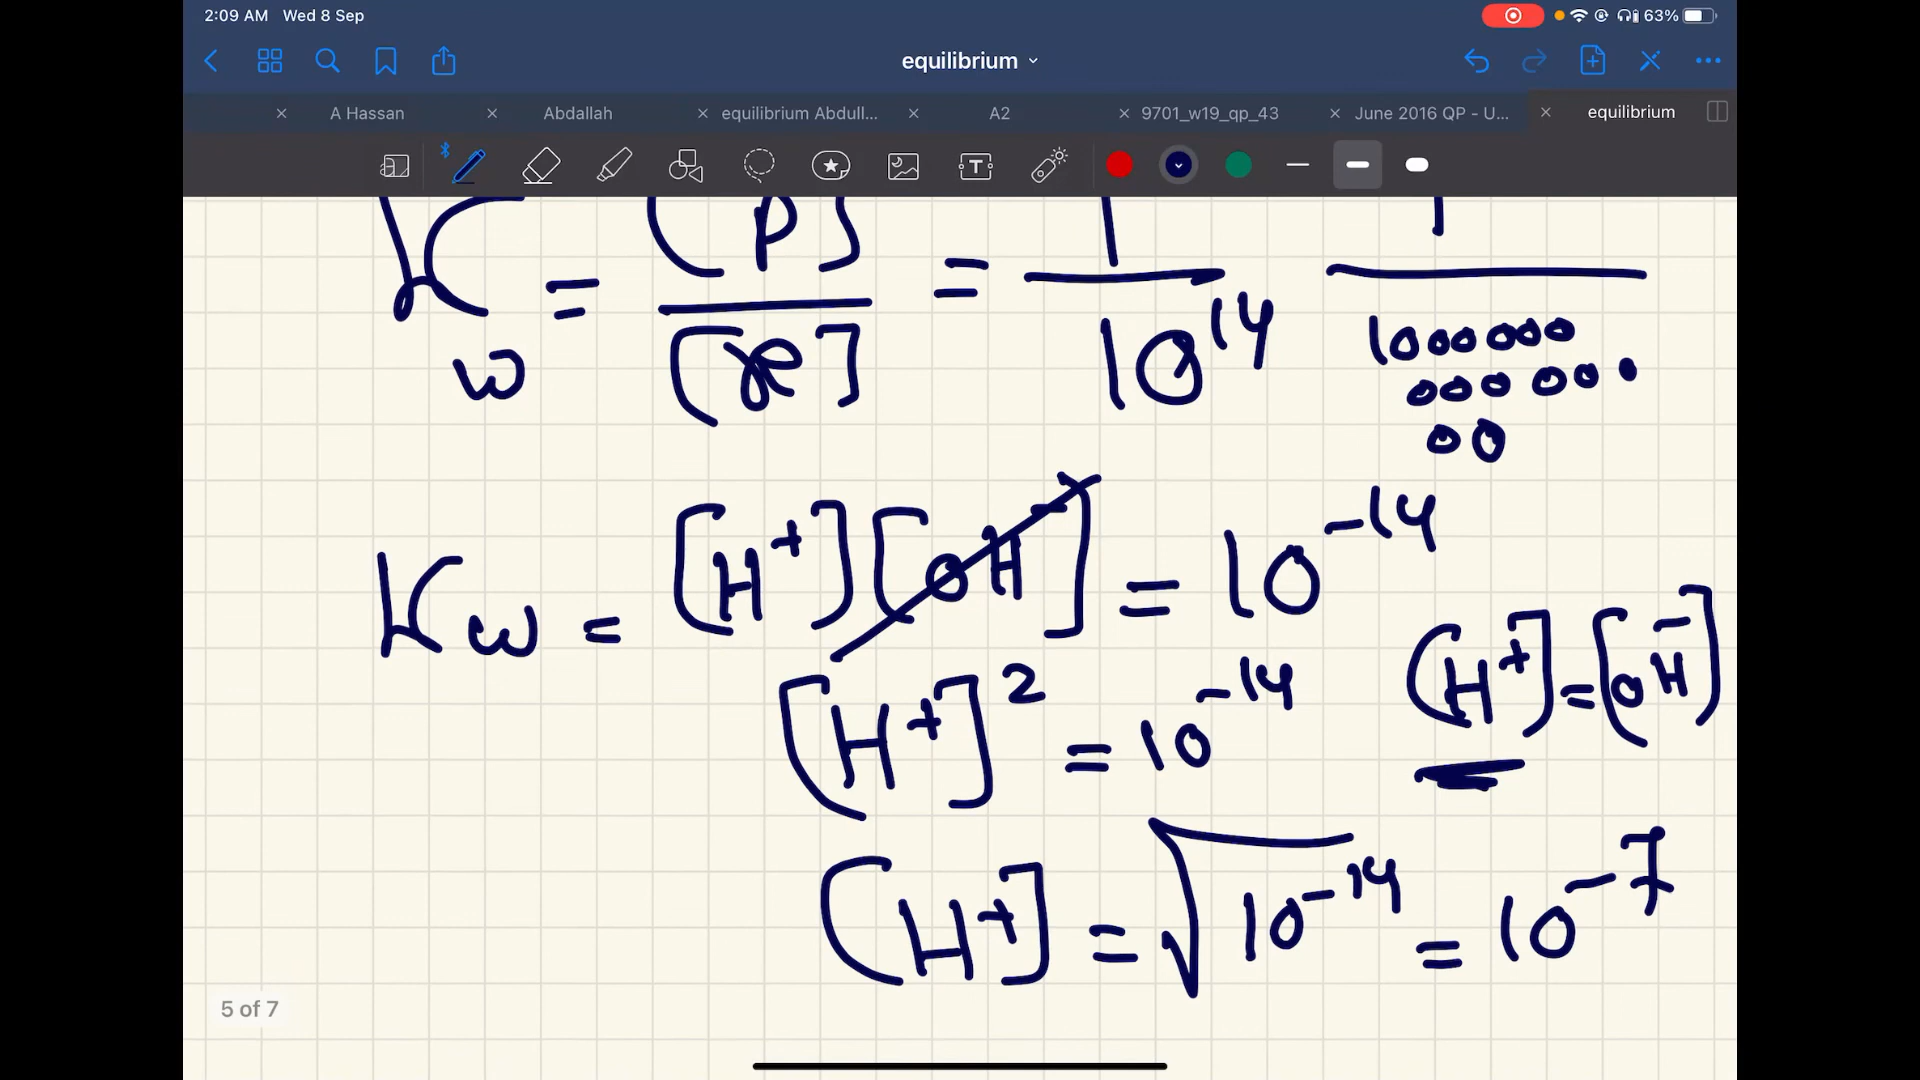 2:09 AM Wed 8 Sep 63%
equilibrium
A Hassan Abdallah equilibrium Abdull... A2 9701_w19_qp_43 June 2016 QP - U... equilibrium
T
Kw = [p] / [re] = 1 / 10^14 1 / 100000000000000
Kw = [H+][OH-] = 10^-14
[H+] = [OH-]
[H+]^2 = 10^-14
[H+] = √10^-14 = 10^-7
5 of 7